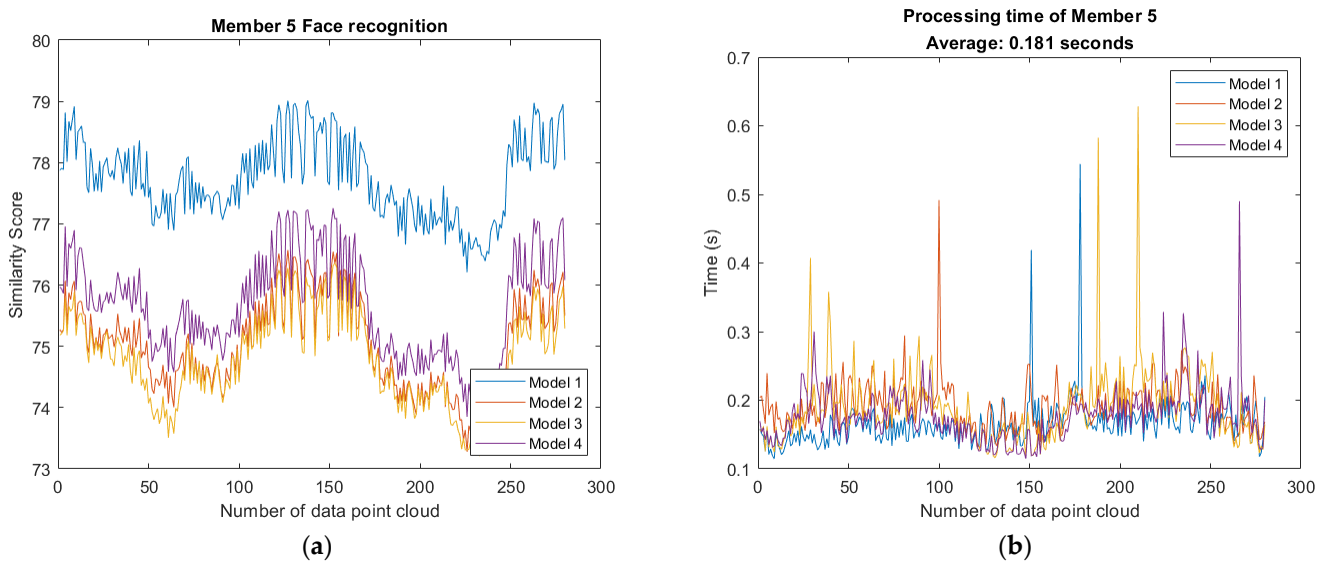 Member 5 Face recognition
80
79
78
77
76
75
74
73
Similarity Score
0
50
100
150
200
250
300
Number of data point cloud
Model 1
Model 2
Model 3
Model 4
(a)
Processing time of Member 5
Average: 0.181 seconds
0.7
0.6
0.5
0.4
0.3
0.2
0.1
Time (s)
0
50
100
150
200
250
300
Number of data point cloud
Model 1
Model 2
Model 3
Model 4
(b)